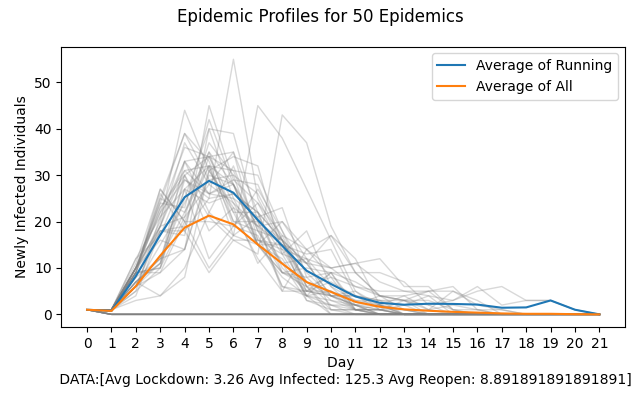 Epidemic Profiles for 50 Epidemics
Average of Running
Average of All
Newly Infected Individuals
50
40
30
20
10
0
0 1 2 3 4 5 6 7 8 9 10 11 12 13 14 15 16 17 18 19 20 21
Day
DATA:[Avg Lockdown: 3.26 Avg Infected: 125.3 Avg Reopen: 8.891891891891891]